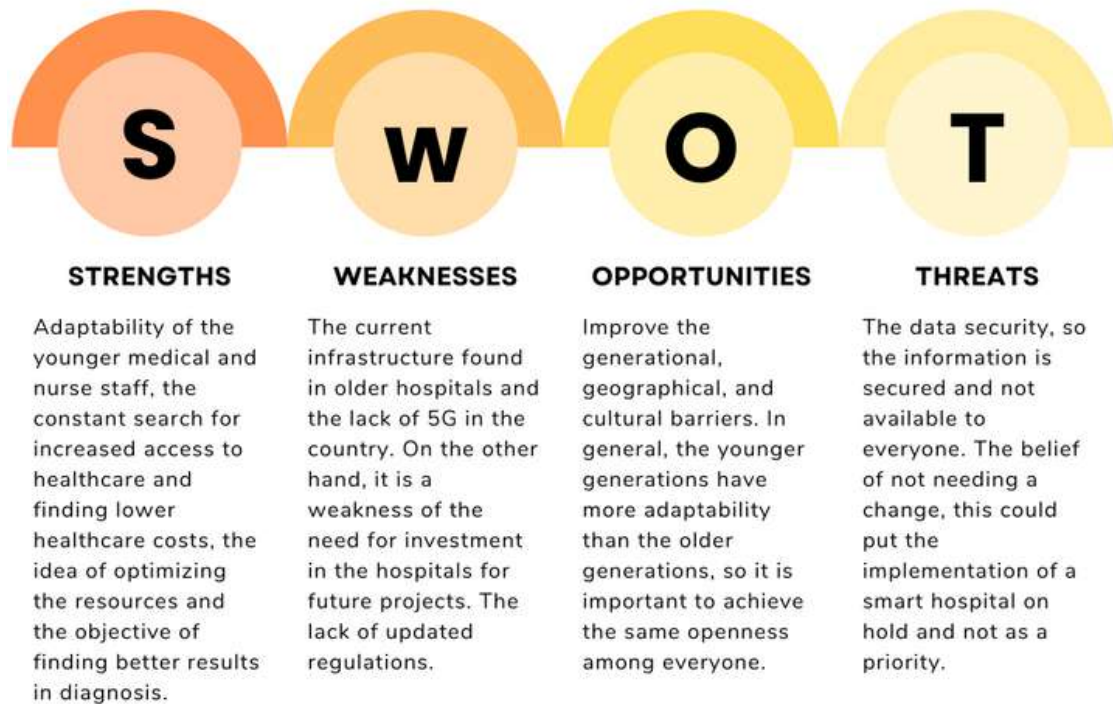 S
W
O
T
STRENGTHS
Adaptability of the
younger medical and
nurse staff, the
constant search for
increased access to
healthcare and
finding lower
healthcare costs, the
idea of optimizing
the resources and
the objective of
finding better results
in diagnosis.
WEAKNESSES
The current
infrastructure found
in older hospitals and
the lack of 5G in the
country. On the other
hand, it is a
weakness of the
need for investment
in the hospitals for
future projects. The
lack of updated
regulations.
OPPORTUNITIES
Improve the
generational,
geographical, and
cultural barriers. In
general, the younger
generations have
more adaptability
than the older
generations, so it is
important to achieve
the same openness
among everyone.
THREATS
The data security, so
the information is
secured and not
available to
everyone. The belief
of not needing a
change, this could
put the
implementation of a
smart hospital on
hold and not as a
priority.